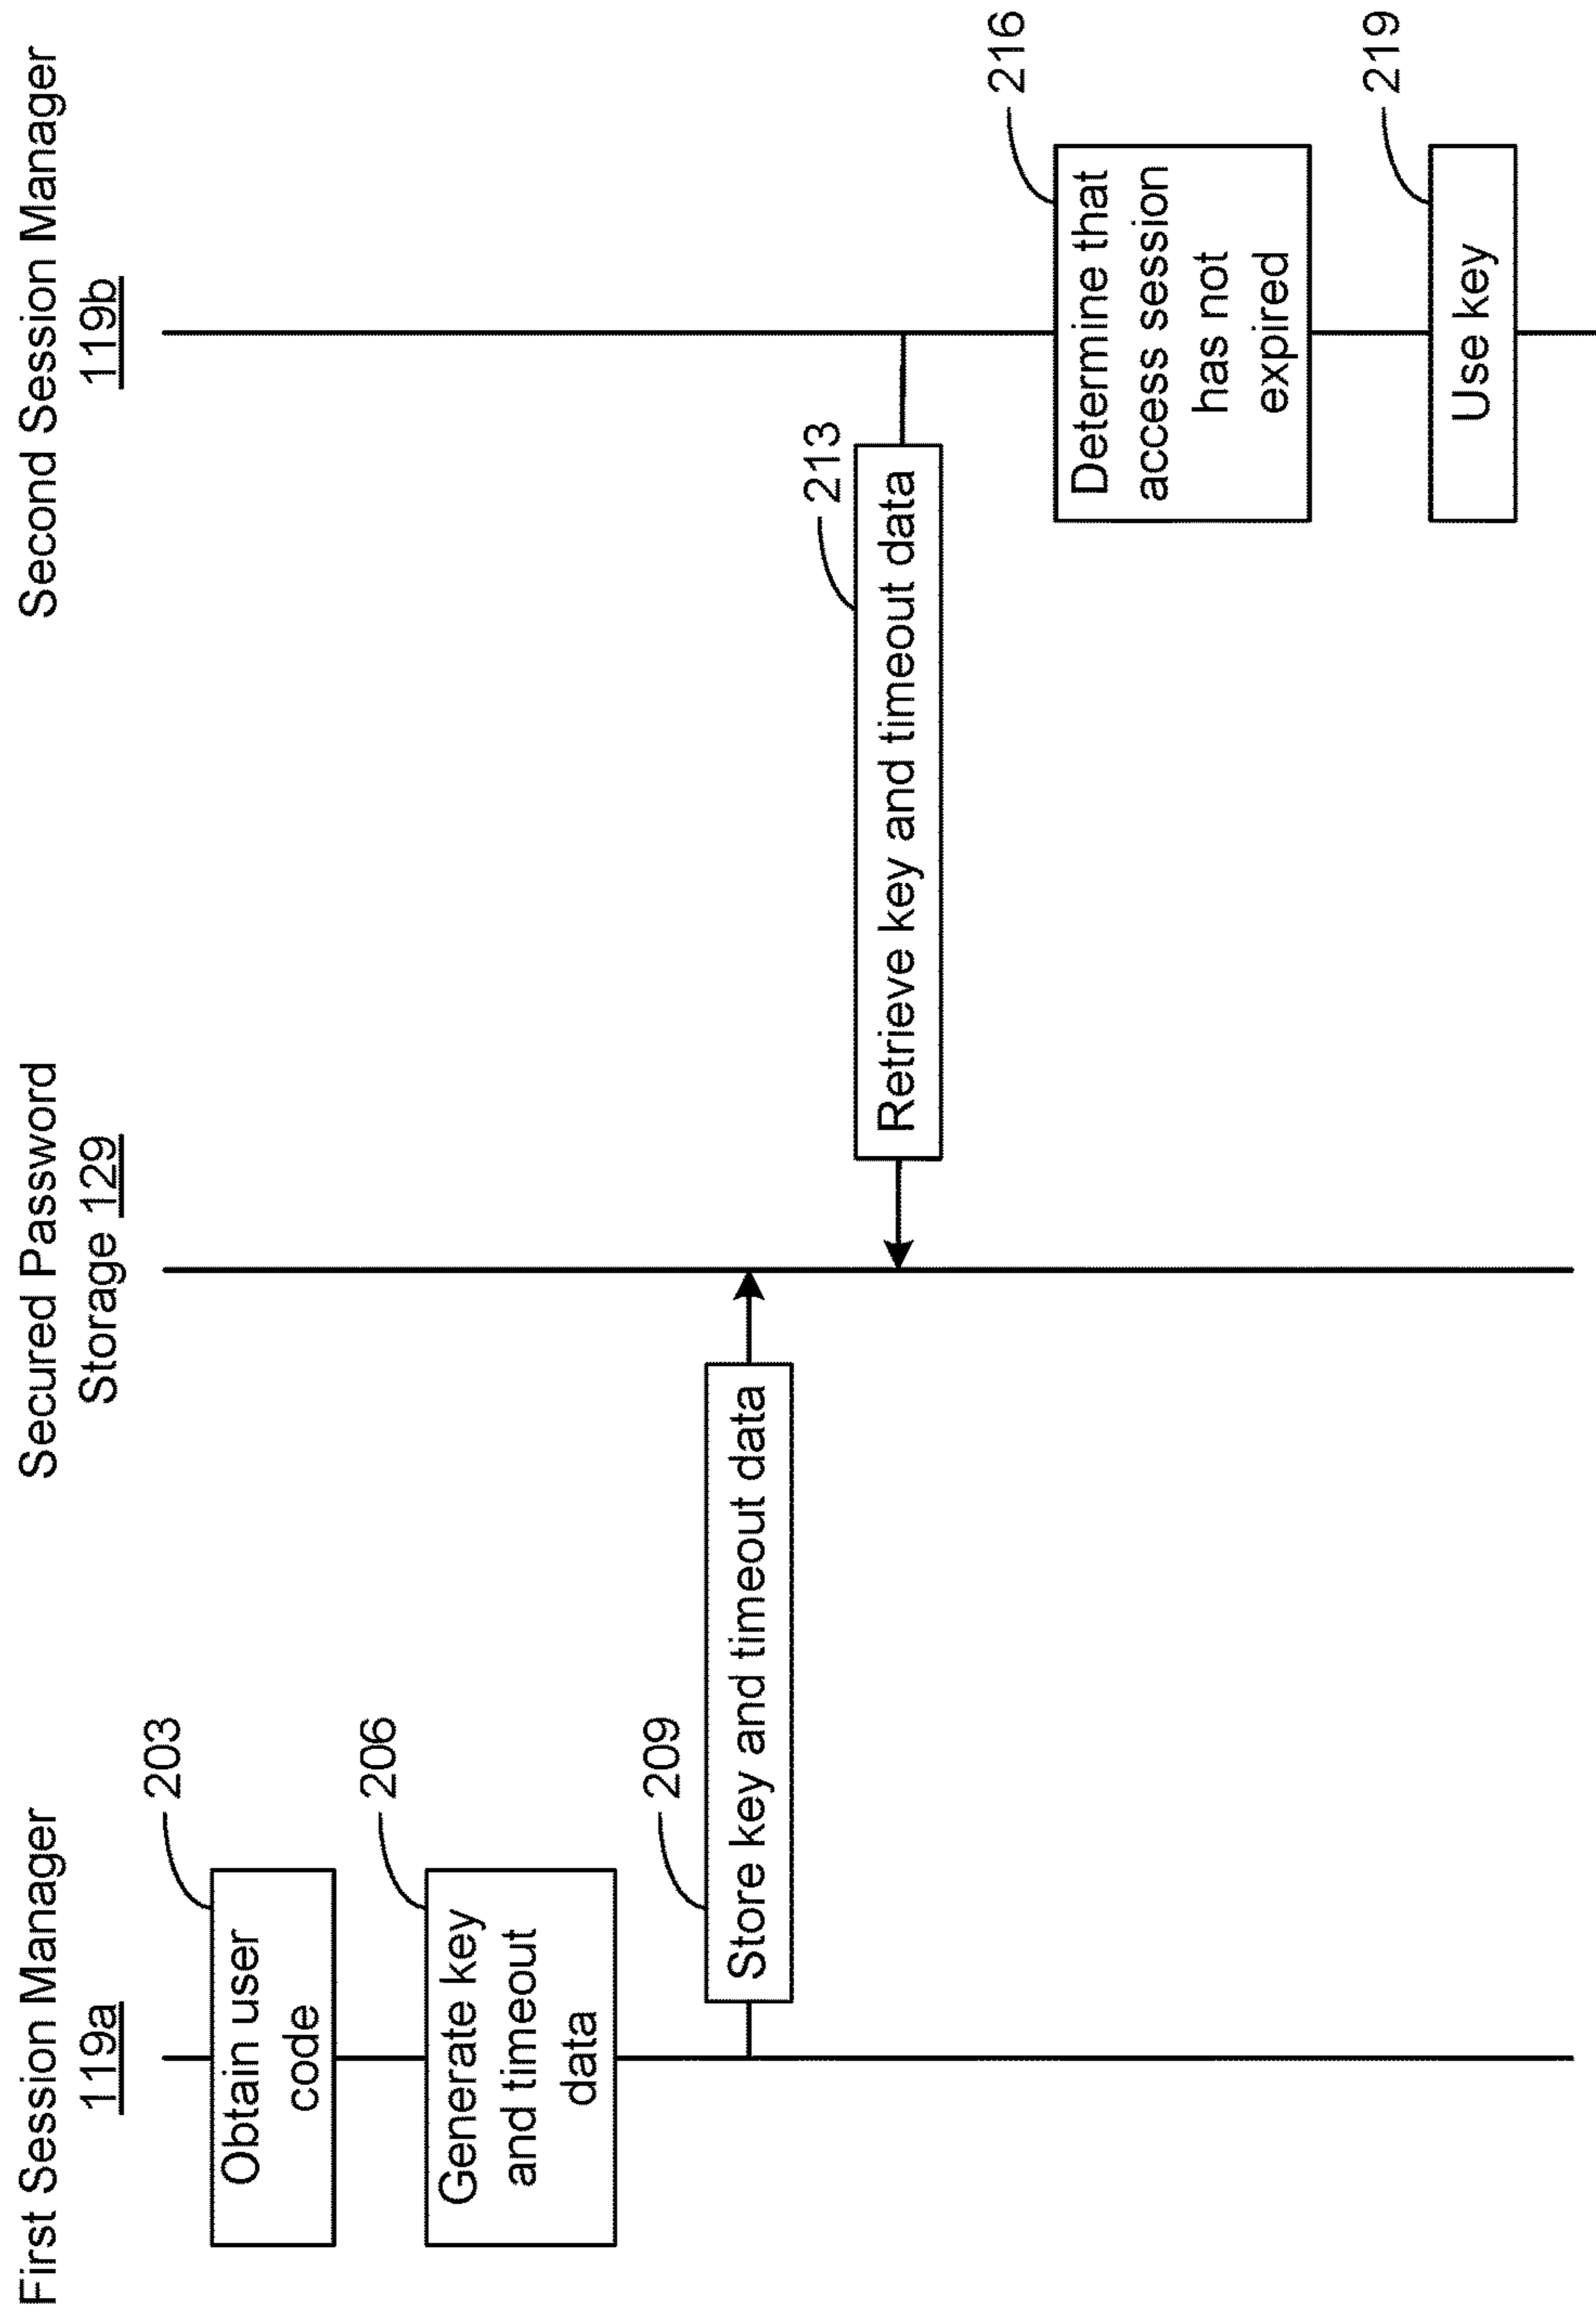 First Session Manager
119a
Secured Password
Storage 129
Second Session Manager
119b
203
Obtain user
code
206
Generate key
and timeout
data
209
Store key and timeout data
213
Retrieve key and timeout data
216
Determine that
access session
has not
expired
219
Use key